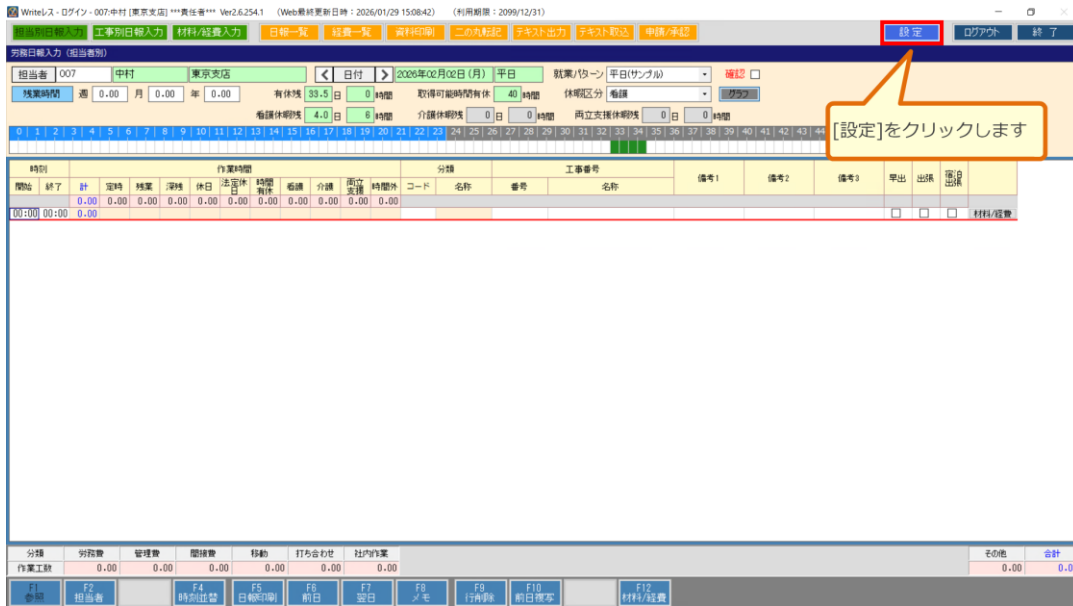 Writeレス - ログイン - 007:中村 [東京支店] ***責任者*** Ver2.6.254.1 （Web最終更新日時：2026/01/29 15:08:42） （利用期限：2099/12/31）
担当別日報入力 工事別日報入力 材料/経費入力 日報一覧 経費一覧 資料印刷 二の丸転記 テキスト出力 テキスト取込 申請/承認 設定 ログアウト 終了
労務日報入力（担当者別）
担当者 007 中村 東京支店 日付 2026年02月02日（月） 平日 就業パターン 平日(サンプル) 確認
残業時間 週 0.00 月 0.00 年 0.00 有休残 33.5 日 0 時間 取得可能時間有休 40 時間 休暇区分 看護 グラフ
看護休暇残 4.0 日 6 時間 介護休暇残 0 日 0 時間 両立支援休暇残 0 日 0 時間
[設定]をクリックします
0 1 2 3 4 5 6 7 8 9 10 11 12 13 14 15 16 17 18 19 20 21 22 23 24 25 26 27 28 29 30 31 32 33 34 35 36 37 38 39 40 41 42 43 44
時刻 作業時間 分類 工事番号 備考1 備考2 備考3 早出 出張 宿泊出張
開始 終了 計 定時 残業 深残 休日 法定休日 時間有休 看護 介護 両立支援 時間外 コード 名称 番号 名称
0.00 0.00 0.00 0.00 0.00 0.00 0.00 0.00 0.00 0.00 0.00
00:00 00:00 0.00 材料/経費
分類 労務費 管理費 間接費 移動 打ち合わせ 社内作業 その他 合計
作業工数 0.00 0.00 0.00 0.00 0.00 0.00 0.00 0.0
F1 参照 F2 担当者 F4 時刻並替 F5 日報印刷 F6 前日 F7 翌日 F8 メモ F9 行削除 F10 前日複写 F12 材料/経費